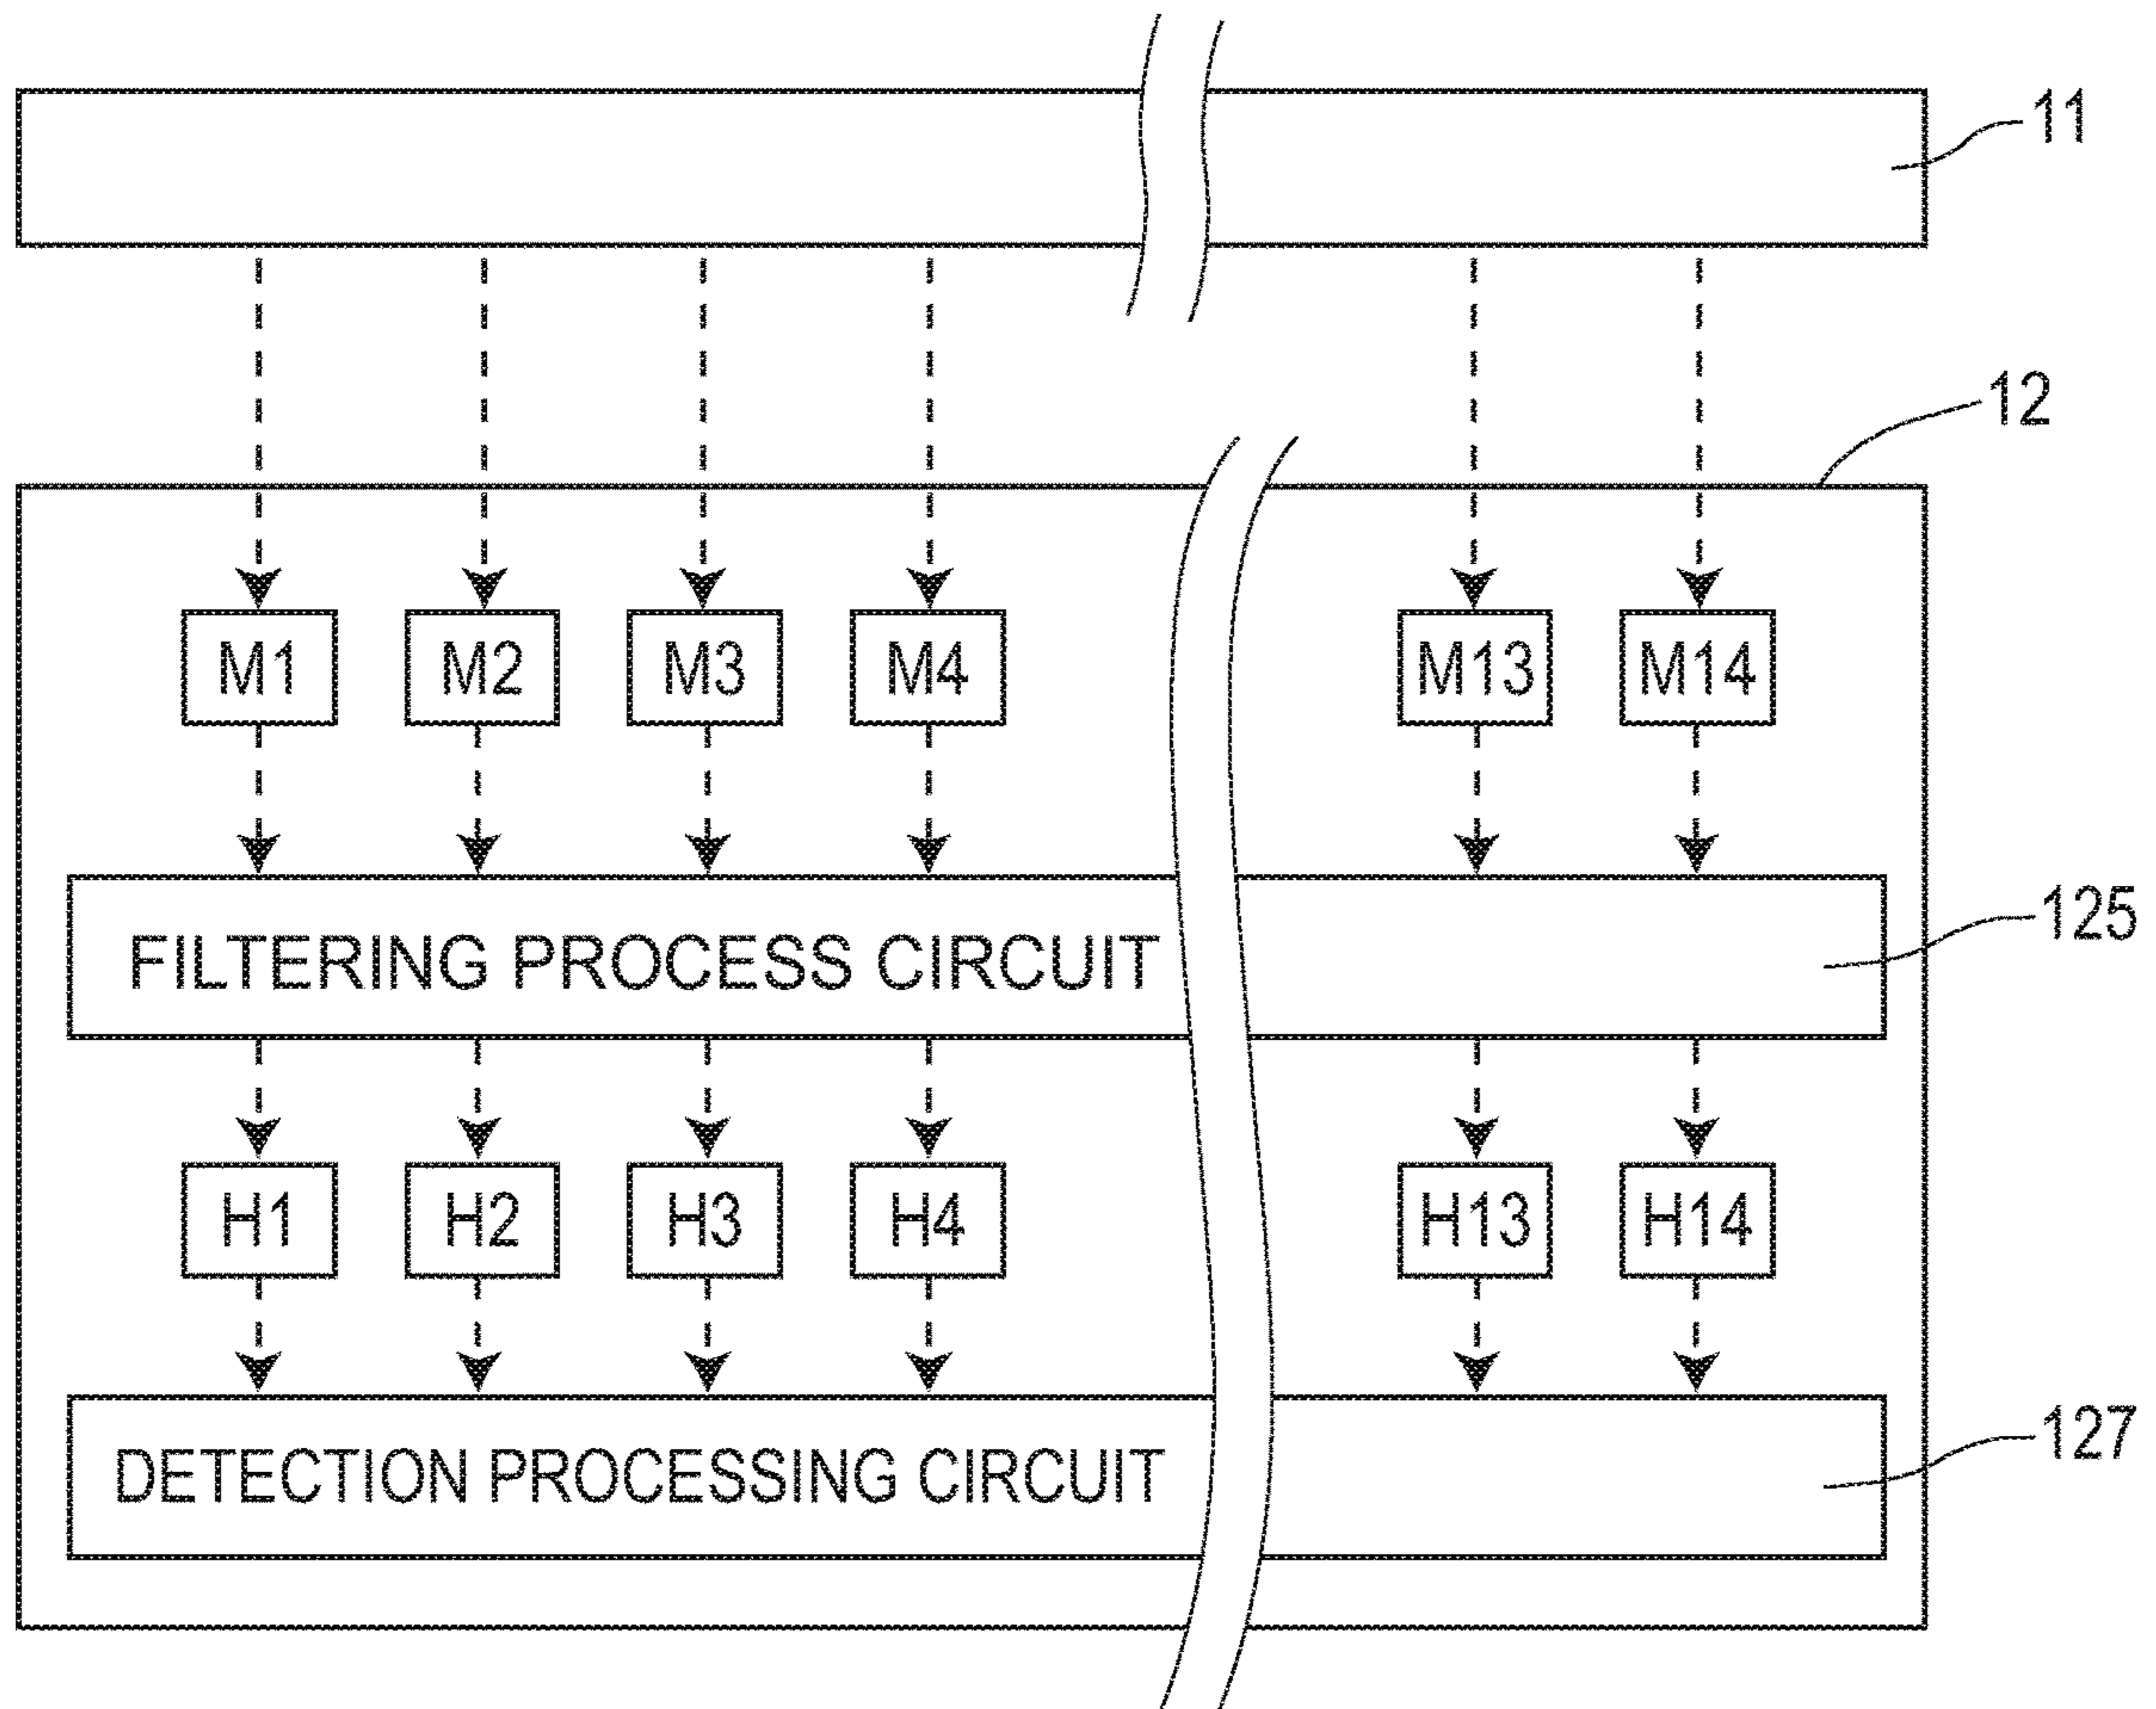 11
12
M1 M2 M3 M4 M13 M14
FILTERING PROCESS CIRCUIT
125
H1 H2 H3 H4 H13 H14
DETECTION PROCESSING CIRCUIT
127